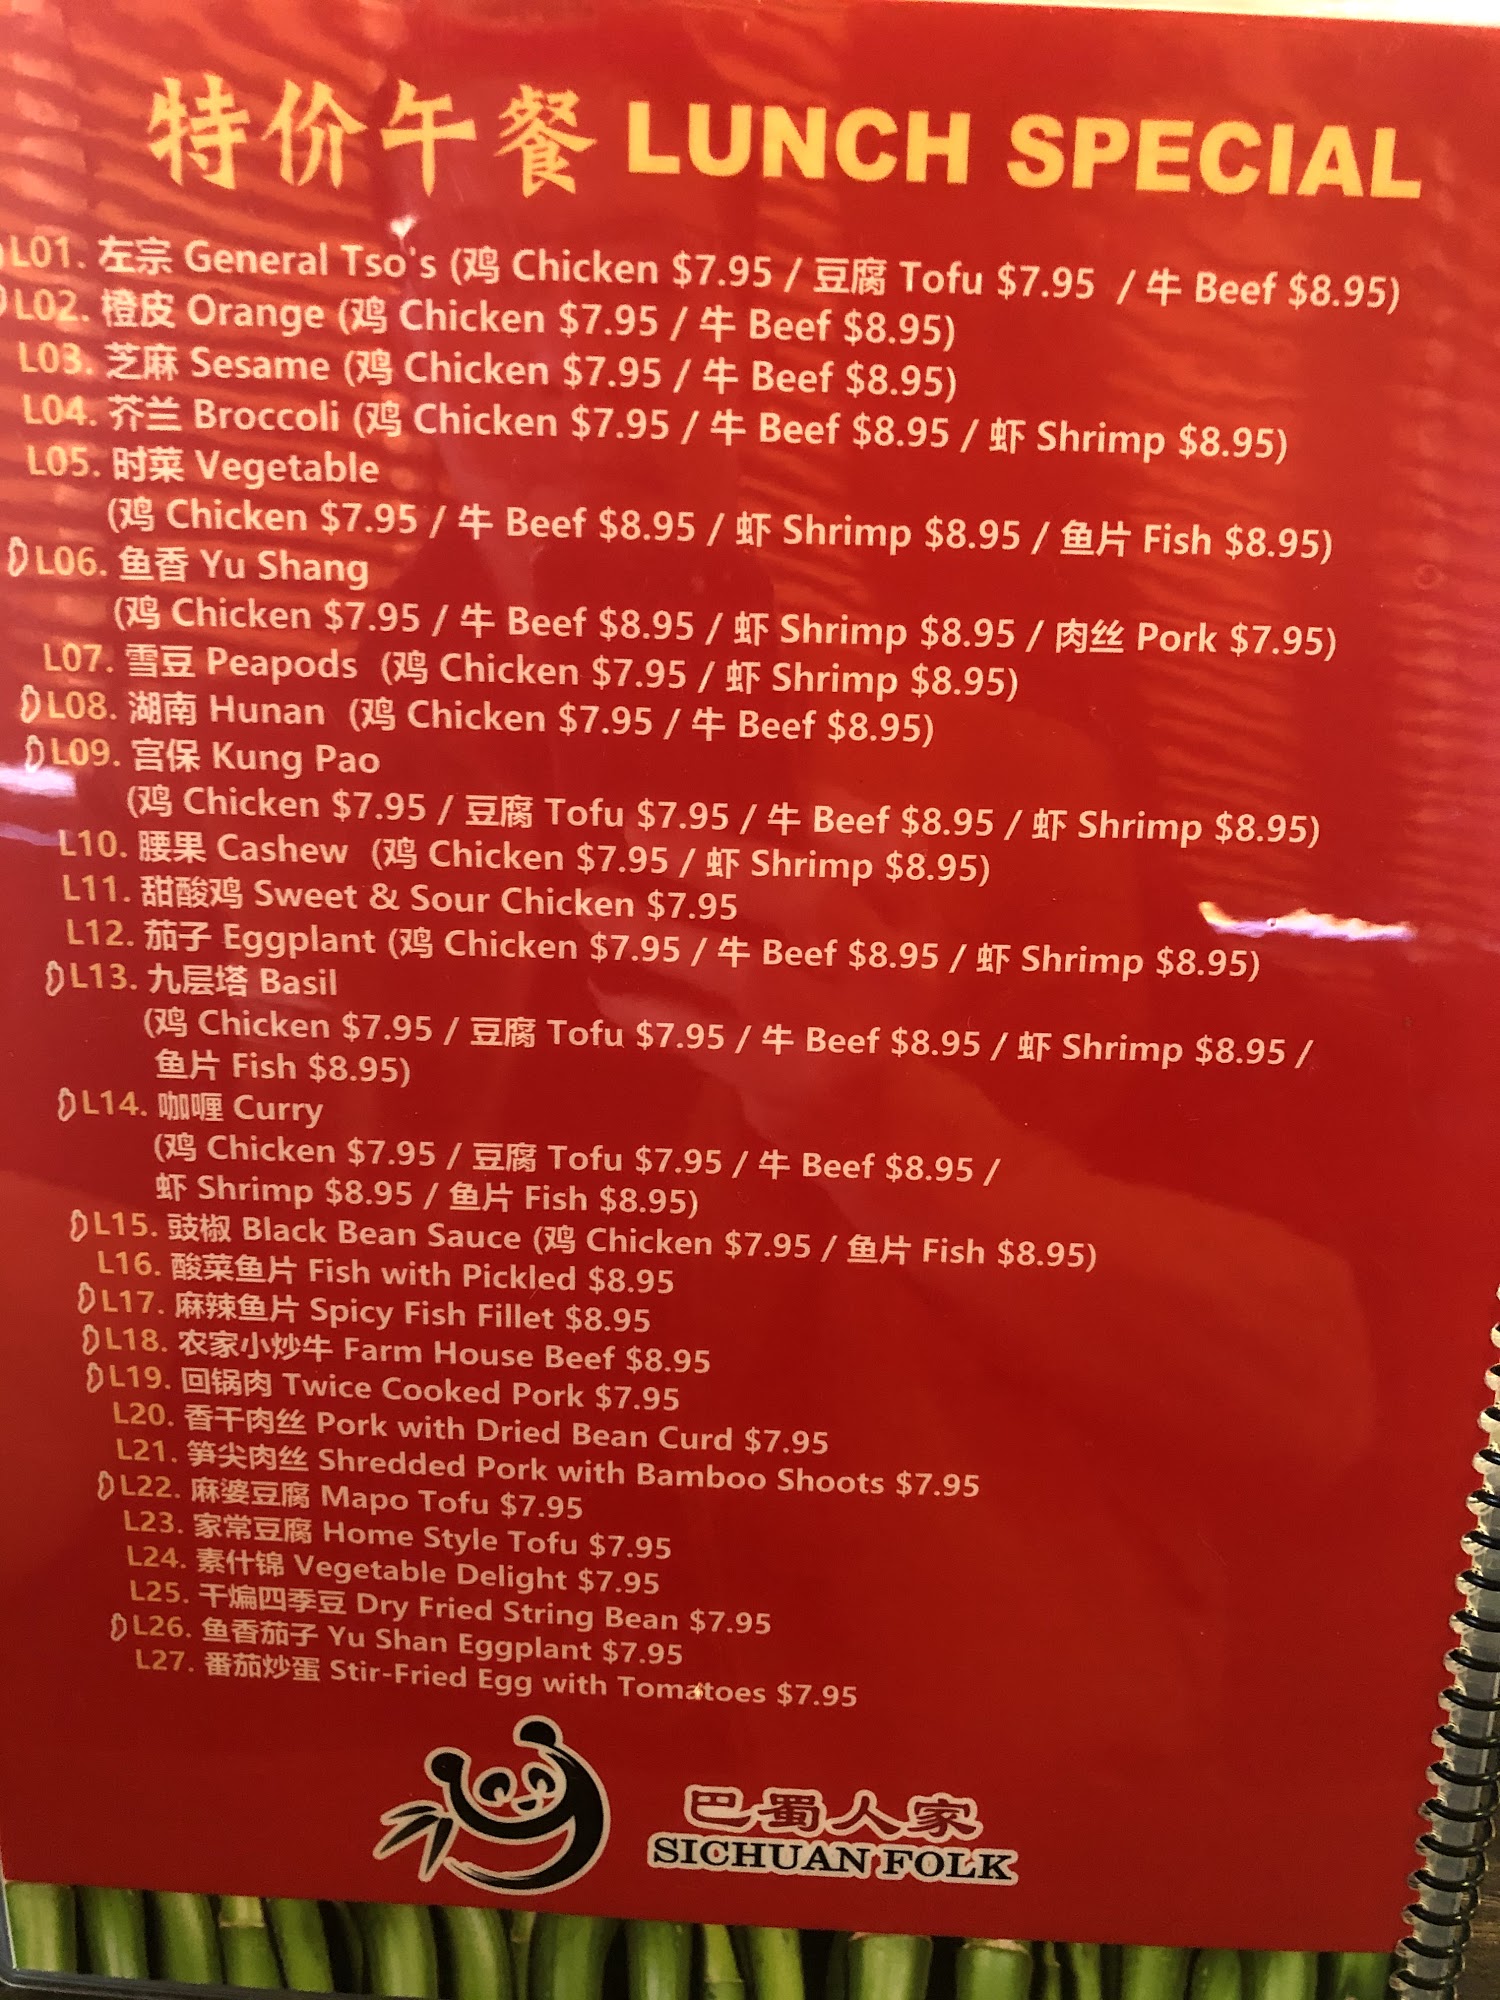 特价午餐 LUNCH SPECIAL
L01. 左宗 General Tso's (鸡 Chicken $7.95 / 豆腐 Tofu $7.95 / 牛 Beef $8.95)
L02. 橙皮 Orange (鸡 Chicken $7.95 / 牛 Beef $8.95)
L03. 芝麻 Sesame (鸡 Chicken $7.95 / 牛 Beef $8.95)
L04. 芥兰 Broccoli (鸡 Chicken $7.95 / 牛 Beef $8.95 / 虾 Shrimp $8.95)
L05. 时菜 Vegetable
(鸡 Chicken $7.95 / 牛 Beef $8.95 / 虾 Shrimp $8.95 / 鱼片 Fish $8.95)
L06. 鱼香 Yu Shang
(鸡 Chicken $7.95 / 牛 Beef $8.95 / 虾 Shrimp $8.95 / 肉丝 Pork $7.95)
L07. 雪豆 Peapods (鸡 Chicken $7.95 / 虾 Shrimp $8.95)
L08. 湖南 Hunan (鸡 Chicken $7.95 / 牛 Beef $8.95)
L09. 宫保 Kung Pao
(鸡 Chicken $7.95 / 豆腐 Tofu $7.95 / 牛 Beef $8.95 / 虾 Shrimp $8.95)
L10. 腰果 Cashew (鸡 Chicken $7.95 / 虾 Shrimp $8.95)
L11. 甜酸鸡 Sweet & Sour Chicken $7.95
L12. 茄子 Eggplant (鸡 Chicken $7.95 / 牛 Beef $8.95 / 虾 Shrimp $8.95)
L13. 九层塔 Basil
(鸡 Chicken $7.95 / 豆腐 Tofu $7.95 / 牛 Beef $8.95 / 虾 Shrimp $8.95 /
鱼片 Fish $8.95)
L14. 咖喱 Curry
(鸡 Chicken $7.95 / 豆腐 Tofu $7.95 / 牛 Beef $8.95 /
虾 Shrimp $8.95 / 鱼片 Fish $8.95)
L15. 豉椒 Black Bean Sauce (鸡 Chicken $7.95 / 鱼片 Fish $8.95)
L16. 酸菜鱼片 Fish with Pickled $8.95
L17. 麻辣鱼片 Spicy Fish Fillet $8.95
L18. 农家小炒牛 Farm House Beef $8.95
L19. 回锅肉 Twice Cooked Pork $7.95
L20. 香干肉丝 Pork with Dried Bean Curd $7.95
L21. 笋尖肉丝 Shredded Pork with Bamboo Shoots $7.95
L22. 麻婆豆腐 Mapo Tofu $7.95
L23. 家常豆腐 Home Style Tofu $7.95
L24. 素什锦 Vegetable Delight $7.95
L25. 干煸四季豆 Dry Fried String Bean $7.95
L26. 鱼香茄子 Yu Shan Eggplant $7.95
L27. 番茄炒蛋 Stir-Fried Egg with Tomatoes $7.95
巴蜀人家
SICHUAN FOLK